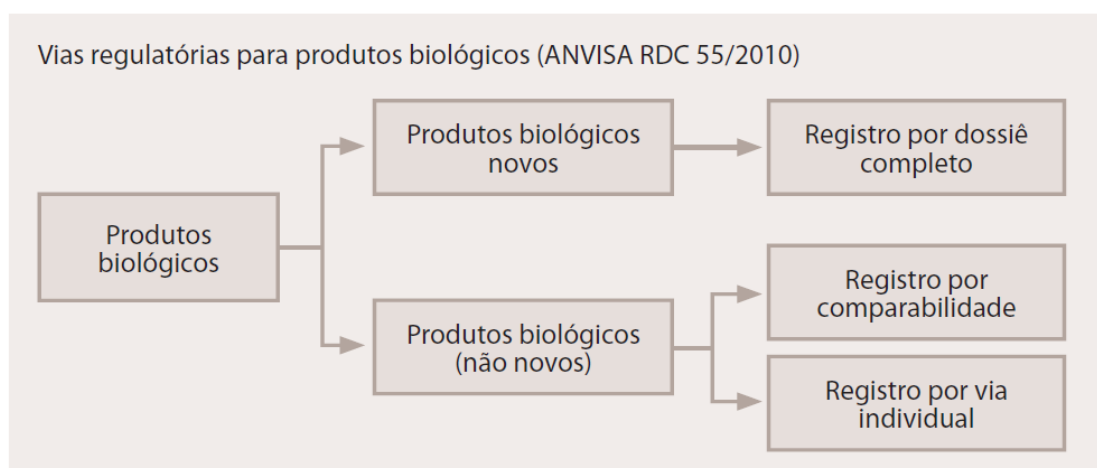 Vias regulatórias para produtos biológicos (ANVISA RDC 55/2010)
Produtos
biológicos
Produtos biológicos
novos
Registro por dossiê
completo
Produtos biológicos
(não novos)
Registro por
comparabilidade
Registro por via
individual